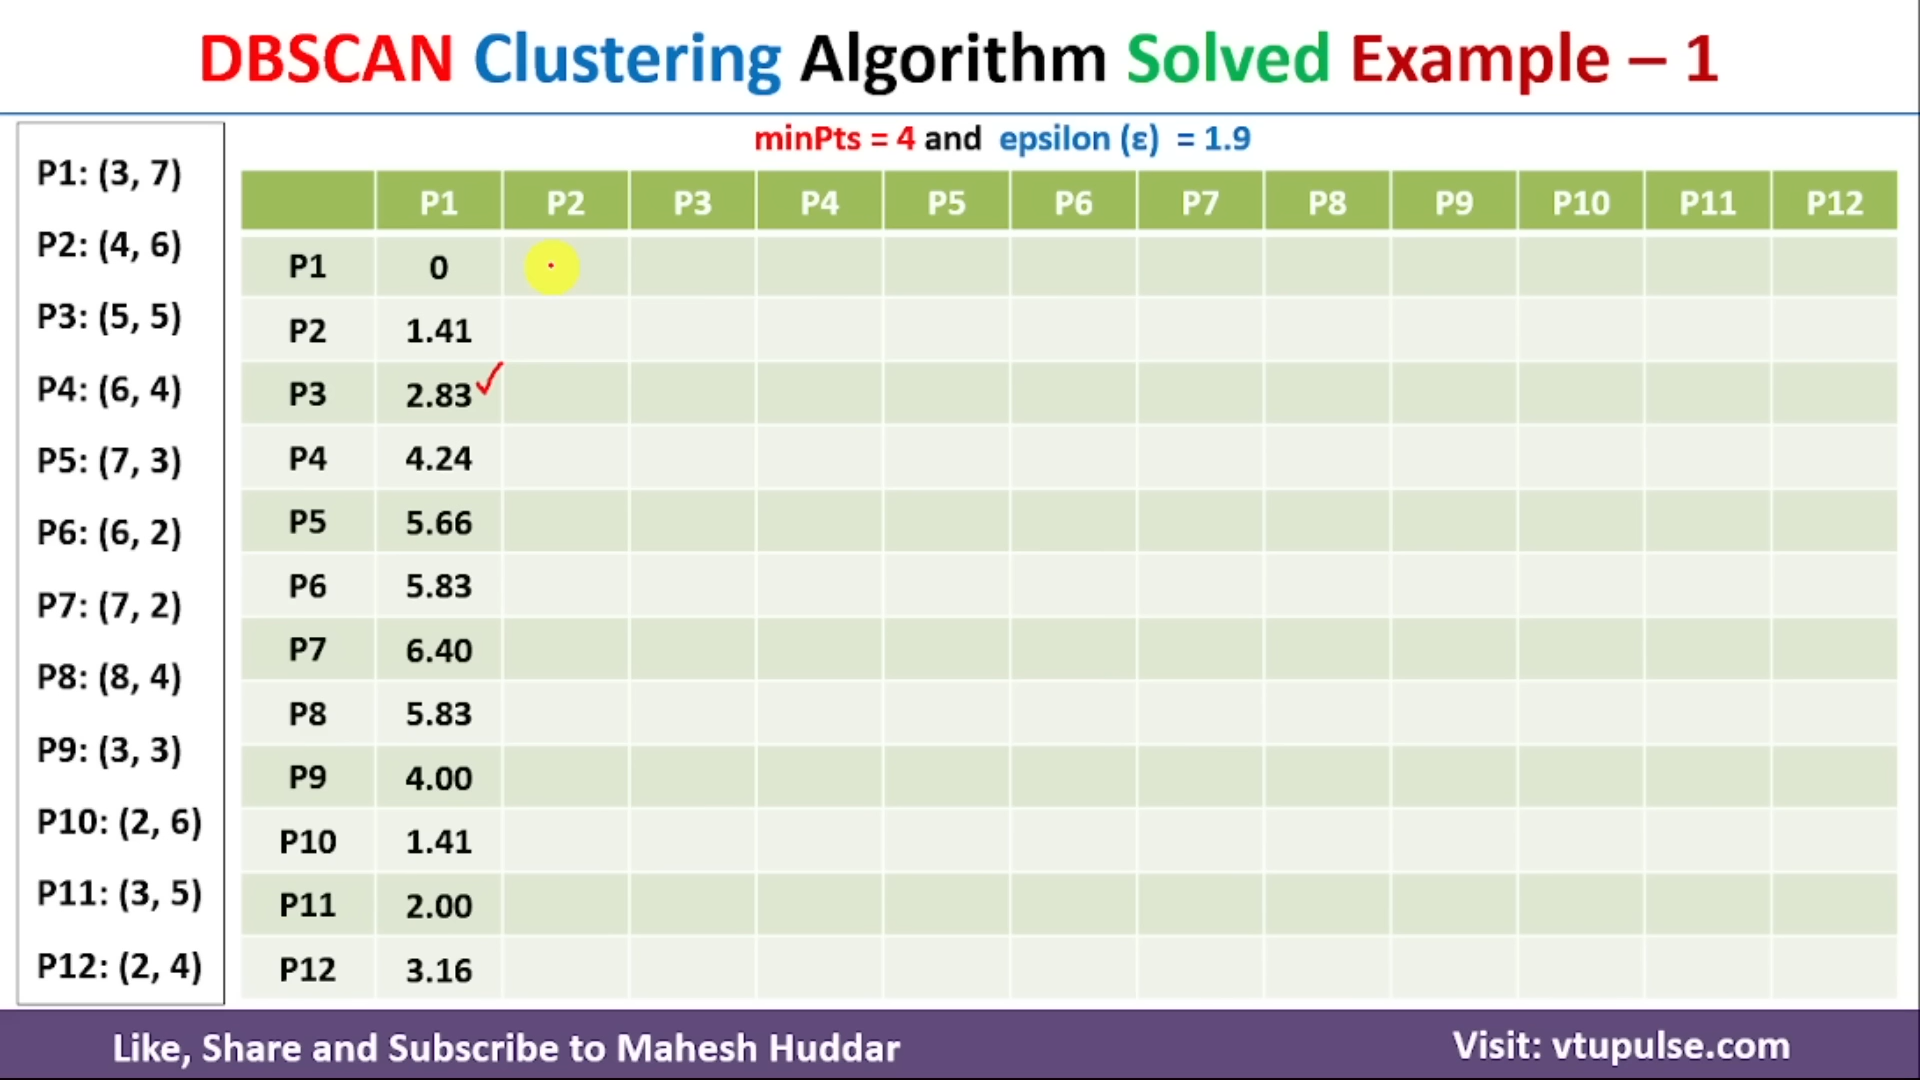 DBSCAN Clustering Algorithm Solved Example – 1
minPts = 4 and epsilon (ε) = 1.9
P1: (3, 7)
P2: (4, 6)
P3: (5, 5)
P4: (6, 4)
P5: (7, 3)
P6: (6, 2)
P7: (7, 2)
P8: (8, 4)
P9: (3, 3)
P10: (2, 6)
P11: (3, 5)
P12: (2, 4)
P1 P2 P3 P4 P5 P6 P7 P8 P9 P10 P11 P12
P1 0
P2 1.41
P3 2.83
P4 4.24
P5 5.66
P6 5.83
P7 6.40
P8 5.83
P9 4.00
P10 1.41
P11 2.00
P12 3.16
Like, Share and Subscribe to Mahesh Huddar
Visit: vtupulse.com